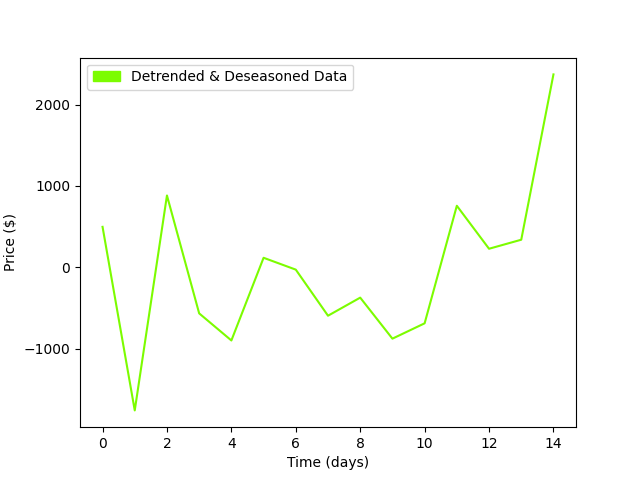 Detrended & Deseasoned Data
2000
1000
0
−1000
Price ($)
0 2 4 6 8 10 12 14
Time (days)